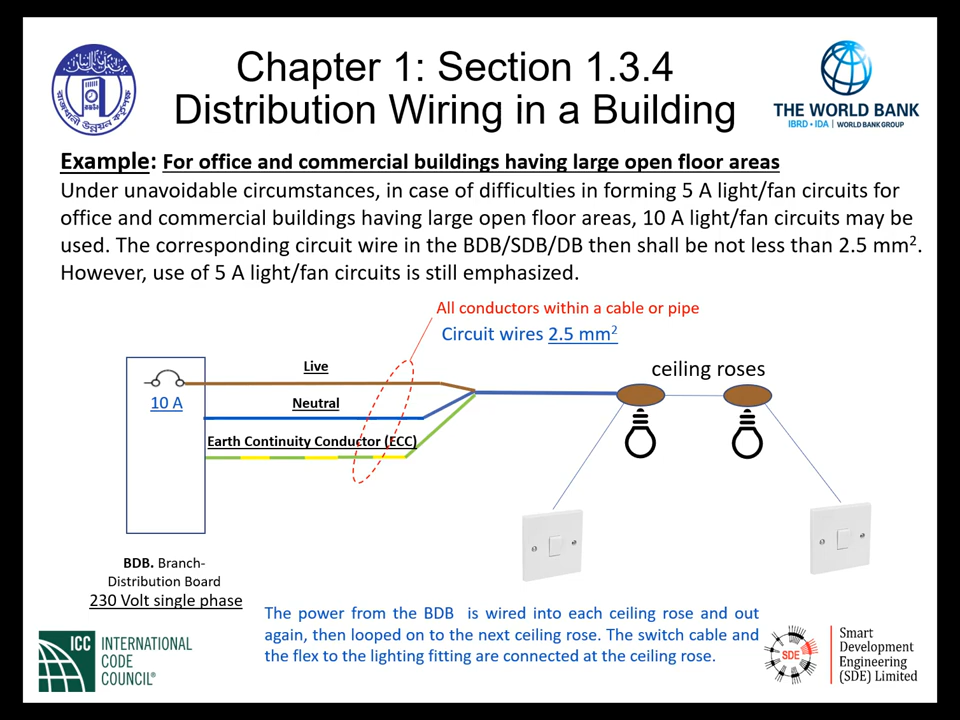 Chapter 1: Section 1.3.4
Distribution Wiring in a Building
THE WORLD BANK
IBRD • IDA | WORLD BANK GROUP
Example: For office and commercial buildings having large open floor areas
Under unavoidable circumstances, in case of difficulties in forming 5 A light/fan circuits for
office and commercial buildings having large open floor areas, 10 A light/fan circuits may be
used. The corresponding circuit wire in the BDB/SDB/DB then shall be not less than 2.5 mm².
However, use of 5 A light/fan circuits is still emphasized.
All conductors within a cable or pipe
Circuit wires 2.5 mm²
Live
ceiling roses
10 A
Neutral
Earth Continuity Conductor (ECC)
BDB. Branch-
Distribution Board
230 Volt single phase
The power from the BDB is wired into each ceiling rose and out
again, then looped on to the next ceiling rose. The switch cable and
the flex to the lighting fitting are connected at the ceiling rose.
ICC
INTERNATIONAL
CODE
COUNCIL®
SDE
Smart
Development
Engineering
(SDE) Limited